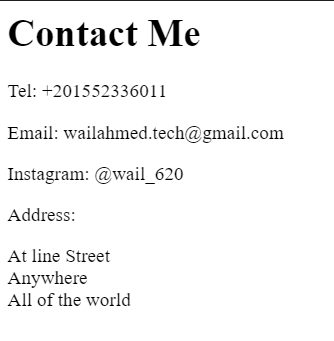 Contact Me
Tel: +201552336011
Email: wailahmed.tech@gmail.com
Instagram: @wail_620
Address:
At line Street
Anywhere
All of the world